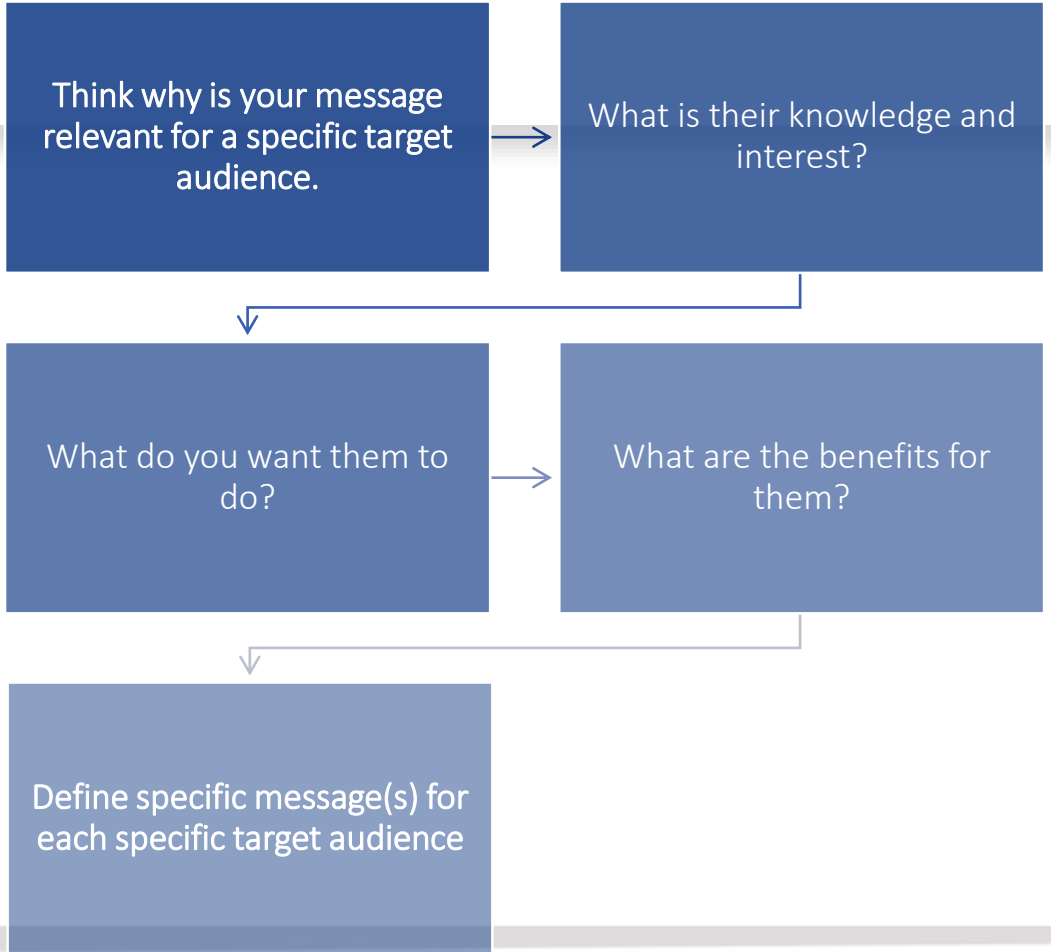 Think why is your message
relevant for a specific target
audience.
What is their knowledge and
interest?
What do you want them to
do?
What are the benefits for
them?
Define specific message(s) for
each specific target audience